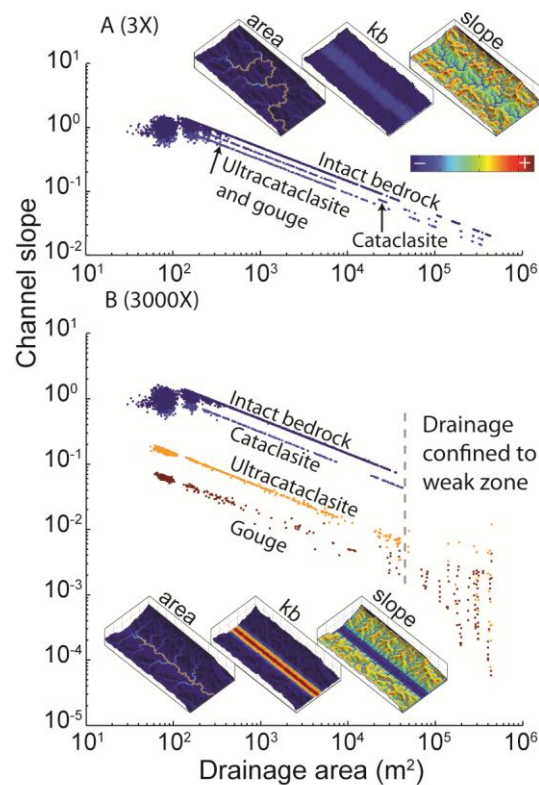 A (3X)
area
kb
slope
10¹
10⁰
10⁻¹
10⁻²
− +
Intact bedrock
Ultracataclasite
and gouge
Cataclasite
10¹ 10² 10³ 10⁴ 10⁵ 10⁶
Channel slope
B (3000X)
10¹
10⁰
10⁻¹
10⁻²
10⁻³
10⁻⁴
10⁻⁵
Intact bedrock
Cataclasite
Ultracataclasite
Gouge
Drainage
confined to
weak zone
area
kb
slope
10¹ 10² 10³ 10⁴ 10⁵ 10⁶
Drainage area (m²)